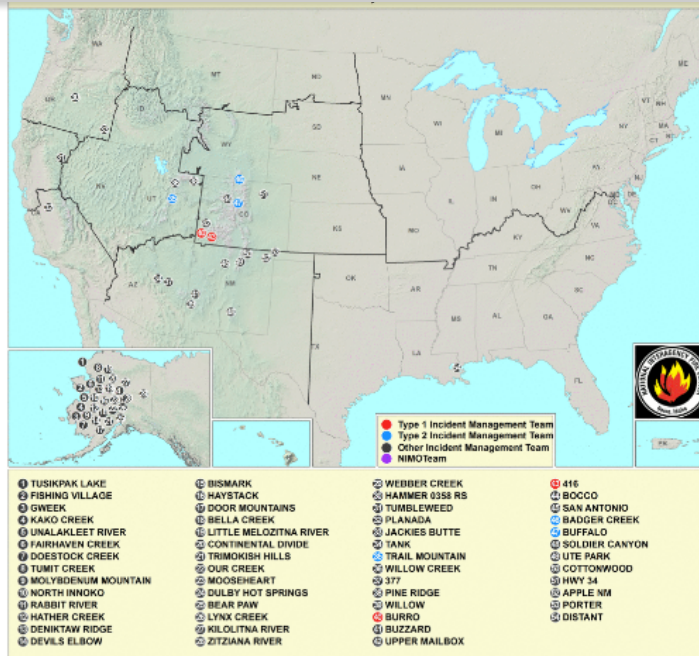 WA
MT
ND
MN
ME
ID
SD
WI
MI
NY
VT
NH
MA
CT
WY
NV
UT
CO
NE
IA
IL
IN
OH
PA
NJ
WV
VA
KS
MO
KY
NC
TN
AZ
NM
OK
AR
SC
MS
AL
GA
TX
LA
FL
PR
NATIONAL INTERAGENCY FIRE
Boise, Idaho
Type 1 Incident Management Team
Type 2 Incident Management Team
Other Incident Management Team
NIMOTeam
1 TUSIKPAK LAKE
2 FISHING VILLAGE
3 GWEEK
4 KAKO CREEK
5 UNALAKLEET RIVER
6 FAIRHAVEN CREEK
7 DOESTOCK CREEK
8 TUMIT CREEK
9 MOLYBDENUM MOUNTAIN
10 NORTH INNOKO
11 RABBIT RIVER
12 HATHER CREEK
13 DENIKTAW RIDGE
14 DEVILS ELBOW
15 BISMARK
16 HAYSTACK
17 DOOR MOUNTAINS
18 BELLA CREEK
19 LITTLE MELOZITNA RIVER
20 CONTINENTAL DIVIDE
21 TRIMOKISH HILLS
22 OUR CREEK
23 MOOSEHEART
24 DULBY HOT SPRINGS
25 BEAR PAW
26 LYNX CREEK
27 KILOLITNA RIVER
28 ZITZIANA RIVER
29 WEBBER CREEK
30 HAMMER 0358 RS
31 TUMBLEWEED
32 PLANADA
33 JACKIES BUTTE
34 TANK
35 TRAIL MOUNTAIN
36 WILLOW CREEK
37 377
38 PINE RIDGE
39 WILLOW
40 BURRO
41 BUZZARD
42 UPPER MAILBOX
43 416
44 BOCCO
45 SAN ANTONIO
46 BADGER CREEK
47 BUFFALO
48 SOLDIER CANYON
49 UTE PARK
50 COTTONWOOD
51 HWY 34
52 APPLE NM
53 PORTER
54 DISTANT